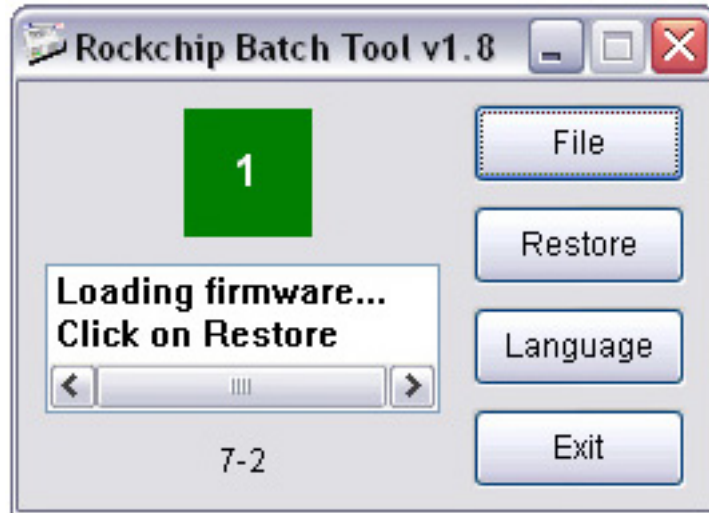 Rockchip Batch Tool v1.8
1
File
Restore
Loading firmware...
Click on Restore
Language
7-2
Exit